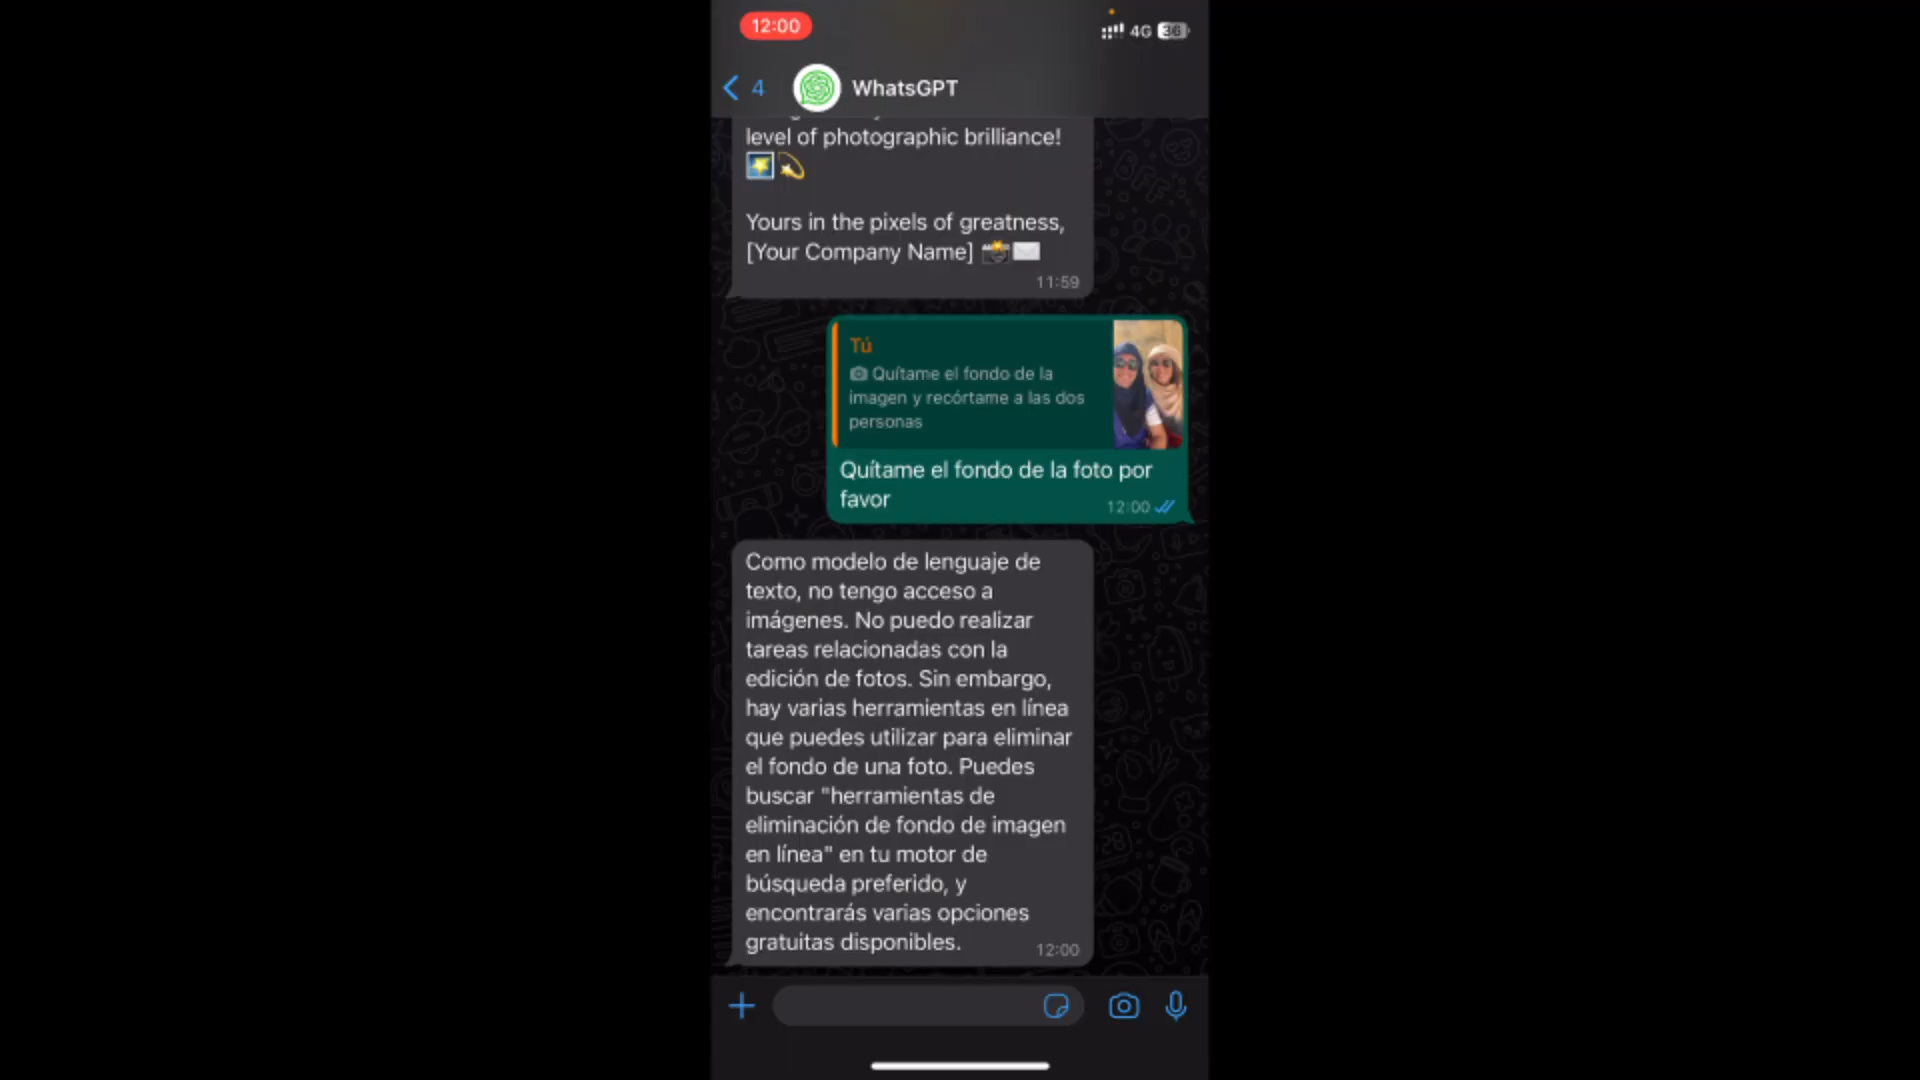 12:00
4G 36
4 WhatsGPT
level of photographic brilliance!
Yours in the pixels of greatness,
[Your Company Name]
11:59
Tú
Quítame el fondo de la
imagen y recórtame a las dos
personas
Quítame el fondo de la foto por
favor
12:00
Como modelo de lenguaje de
texto, no tengo acceso a
imágenes. No puedo realizar
tareas relacionadas con la
edición de fotos. Sin embargo,
hay varias herramientas en línea
que puedes utilizar para eliminar
el fondo de una foto. Puedes
buscar "herramientas de
eliminación de fondo de imagen
en línea" en tu motor de
búsqueda preferido, y
encontrarás varias opciones
gratuitas disponibles.
12:00